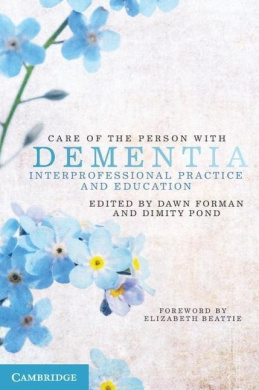 CARE OF THE PERSON WITH
DEMENTIA
INTERPROFESSIONAL PRACTICE
AND EDUCATION
EDITED BY DAWN FORMAN
AND DIMITY POND
FOREWORD BY
ELIZABETH BEATTIE
CAMBRIDGE